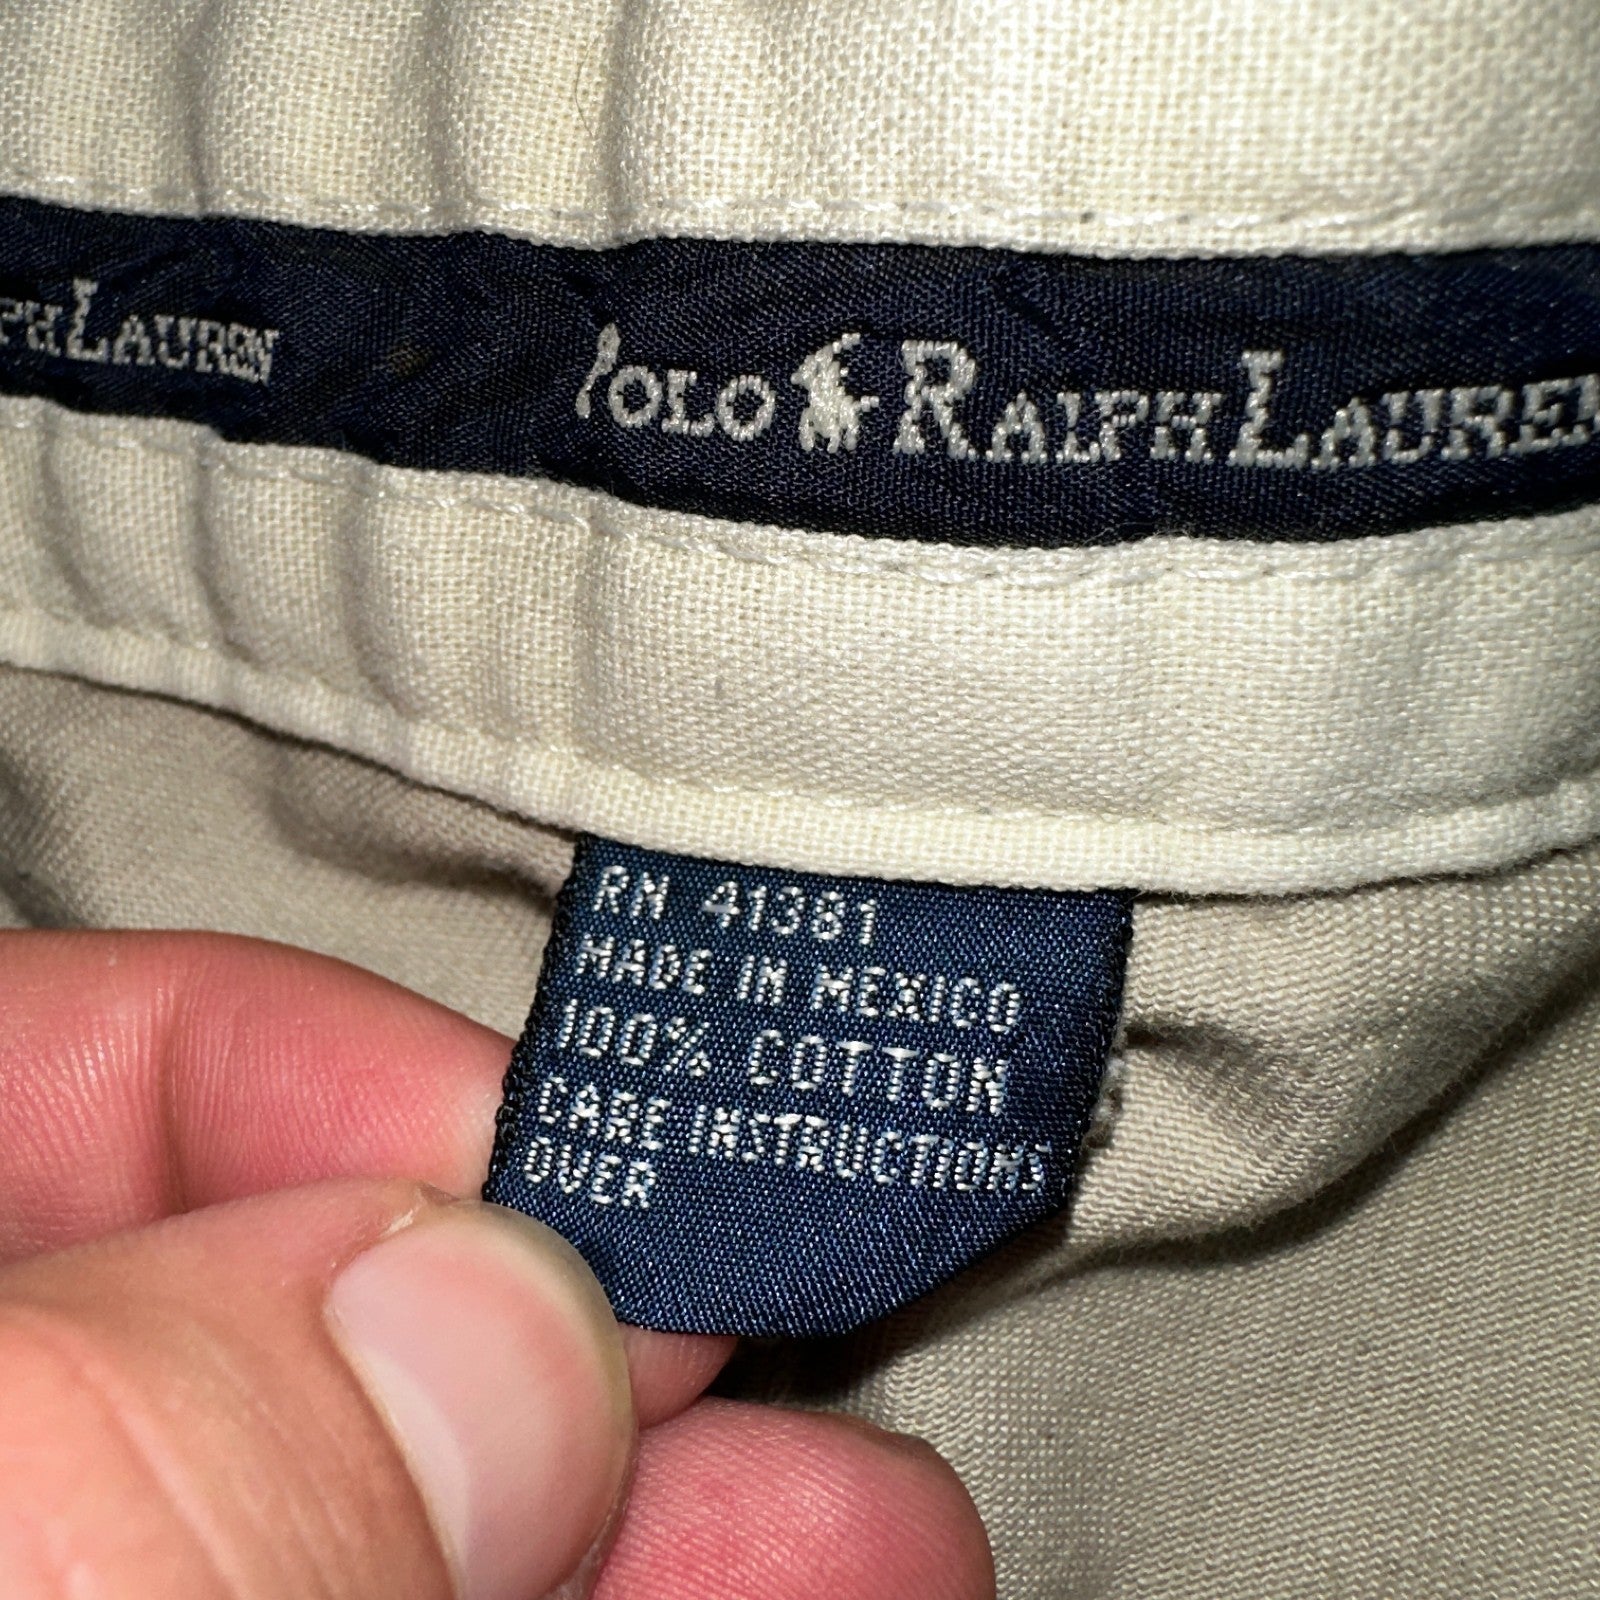 PH LAUREN
POLO RALPH LAUREN
RN 41381
MADE IN MEXICO
100% COTTON
CARE INSTRUCTIONS
OVER